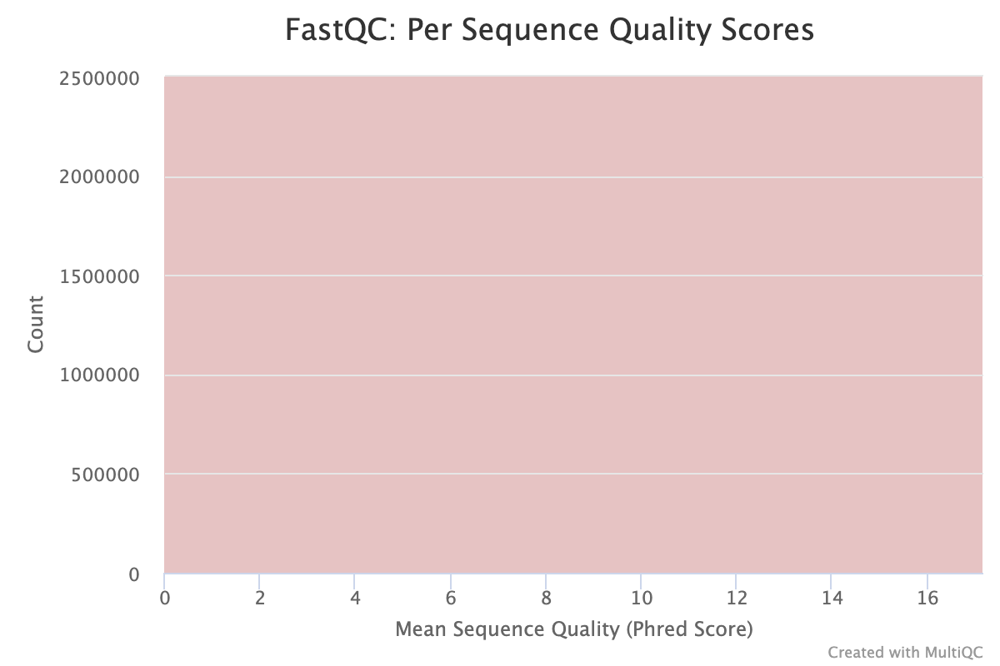 FastQC: Per Sequence Quality Scores
2500000
2000000
1500000
1000000
500000
0
Count
0 2 4 6 8 10 12 14 16
Mean Sequence Quality (Phred Score)
Created with MultiQC